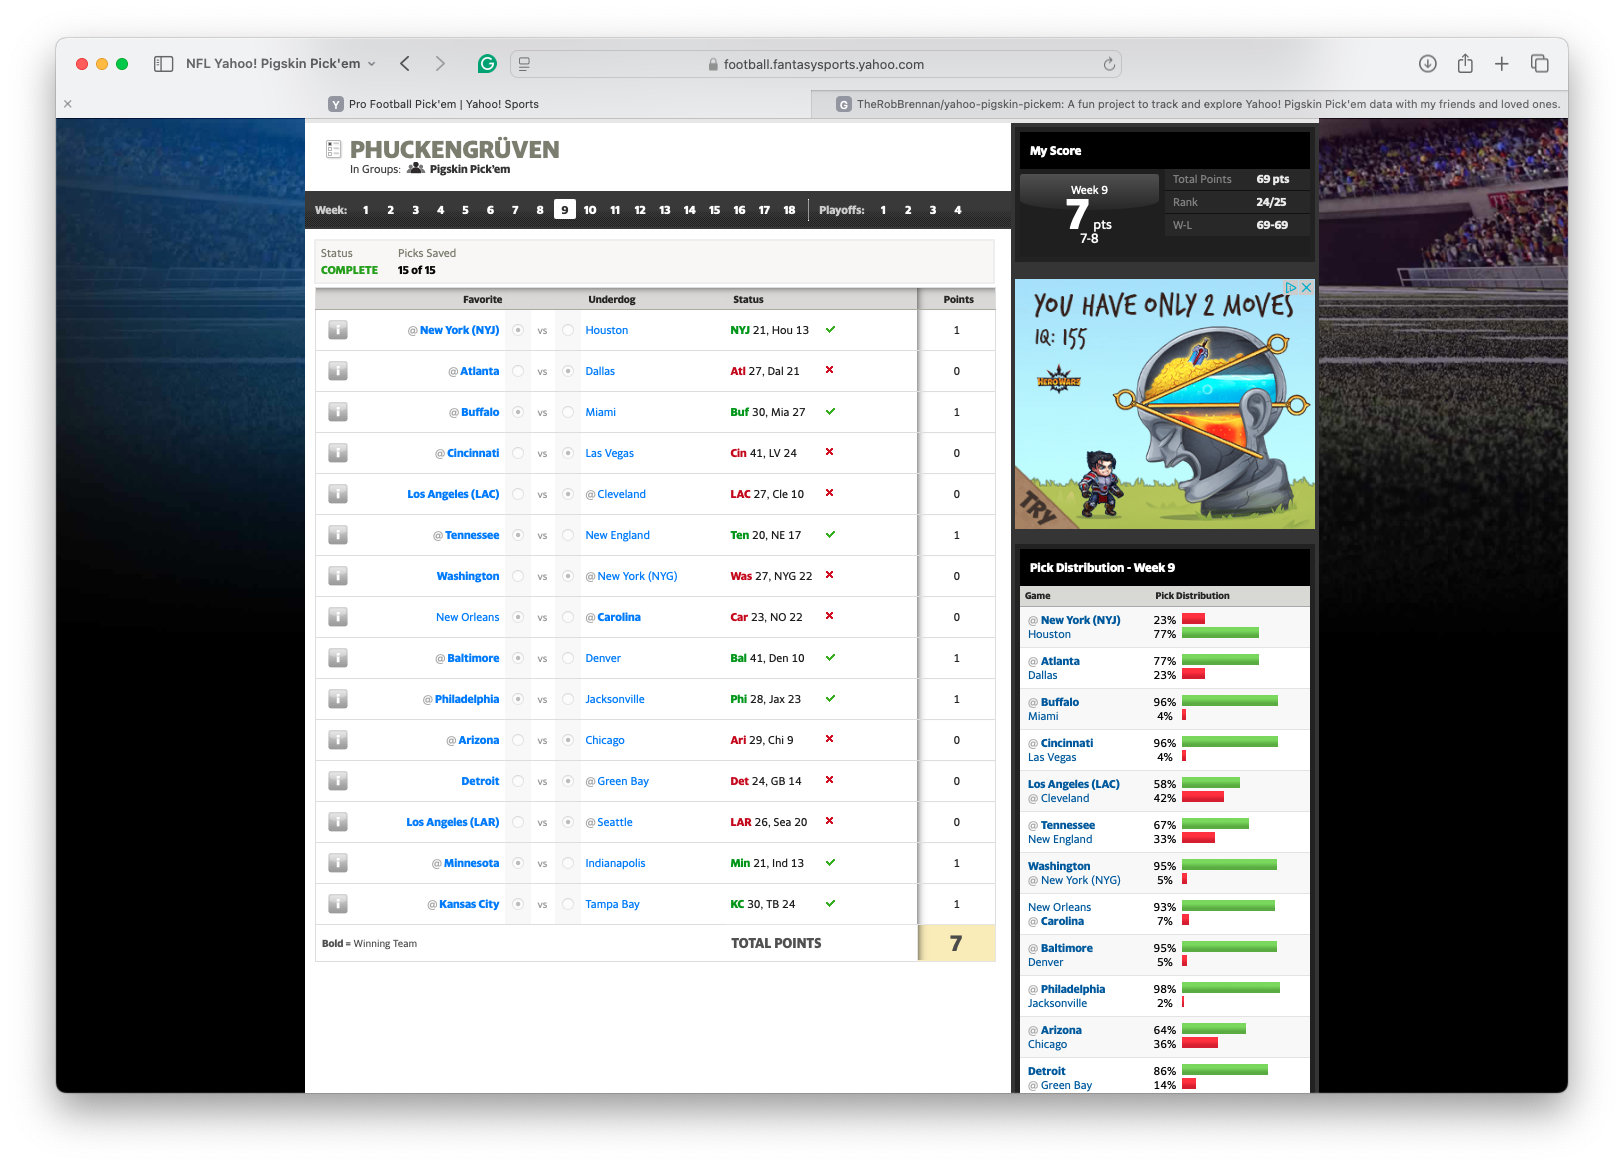 NFL Yahoo! Pigskin Pick'em
football.fantasysports.yahoo.com
Y Pro Football Pick'em | Yahoo! Sports
G TheRobBrennan/yahoo-pigskin-pickem: A fun project to track and explore Yahoo! Pigskin Pick'em data with my friends and loved ones.
PHUCKENGRÜVEN
In Groups: Pigskin Pick'em
Week: 1 2 3 4 5 6 7 8 9 10 11 12 13 14 15 16 17 18 Playoffs: 1 2 3 4
Status Picks Saved
COMPLETE 15 of 15
Favorite Underdog Status Points
@ New York (NYJ) vs Houston NYJ 21, Hou 13 1
@ Atlanta vs Dallas Atl 27, Dal 21 0
@ Buffalo vs Miami Buf 30, Mia 27 1
@ Cincinnati vs Las Vegas Cin 41, LV 24 0
Los Angeles (LAC) vs @ Cleveland LAC 27, Cle 10 0
@ Tennessee vs New England Ten 20, NE 17 1
Washington vs @ New York (NYG) Was 27, NYG 22 0
New Orleans vs @ Carolina Car 23, NO 22 0
@ Baltimore vs Denver Bal 41, Den 10 1
@ Philadelphia vs Jacksonville Phi 28, Jax 23 1
@ Arizona vs Chicago Ari 29, Chi 9 0
Detroit vs @ Green Bay Det 24, GB 14 0
Los Angeles (LAR) vs @ Seattle LAR 26, Sea 20 0
@ Minnesota vs Indianapolis Min 21, Ind 13 1
@ Kansas City vs Tampa Bay KC 30, TB 24 1
Bold = Winning Team TOTAL POINTS 7
My Score
Week 9
7 pts
7-8
Total Points 69 pts
Rank 24/25
W-L 69-69
YOU HAVE ONLY 2 MOVES
IQ: 155
HERO WARS
TRY
Pick Distribution - Week 9
Game Pick Distribution
@ New York (NYJ) 23%
Houston 77%
@ Atlanta 77%
Dallas 23%
@ Buffalo 96%
Miami 4%
@ Cincinnati 96%
Las Vegas 4%
Los Angeles (LAC) 58%
@ Cleveland 42%
@ Tennessee 67%
New England 33%
Washington 95%
@ New York (NYG) 5%
New Orleans 93%
@ Carolina 7%
@ Baltimore 95%
Denver 5%
@ Philadelphia 98%
Jacksonville 2%
@ Arizona 64%
Chicago 36%
Detroit 86%
@ Green Bay 14%